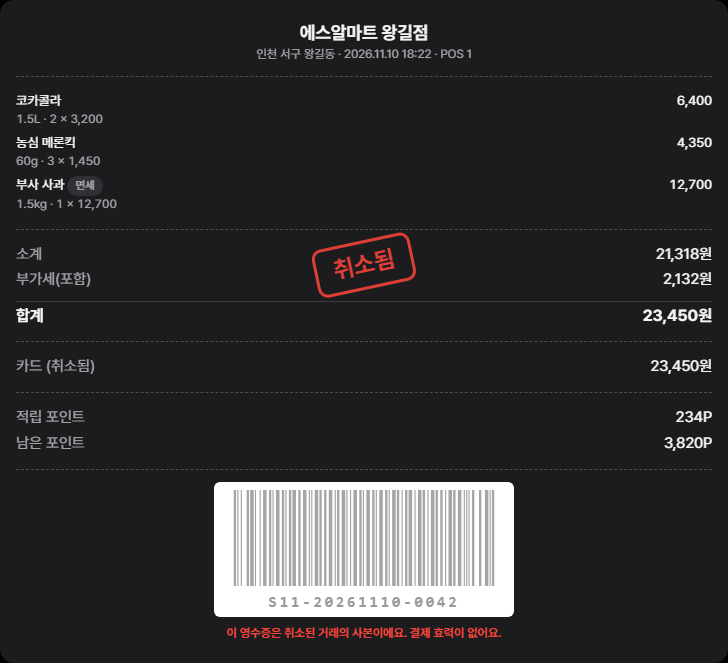 에스알마트 왕길점
인천 서구 왕길동 · 2026.11.10 18:22 · POS 1
코카콜라 6,400
1.5L · 2 × 3,200
농심 메론킥 4,350
60g · 3 × 1,450
부사 사과 면세 12,700
1.5kg · 1 × 12,700
소계 21,318원
취소됨
부가세(포함) 2,132원
합계 23,450원
카드 (취소됨) 23,450원
적립 포인트 234P
남은 포인트 3,820P
S11-20261110-0042
이 영수증은 취소된 거래의 사본이에요. 결제 효력이 없어요.